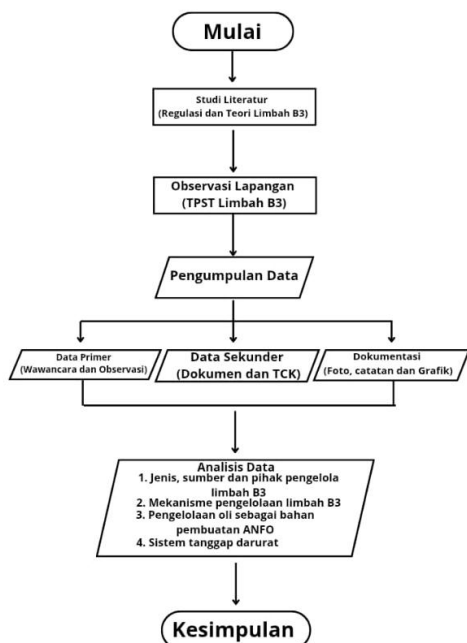 Mulai
Studi Literatur
(Regulasi dan Teori Limbah B3)
Observasi Lapangan
(TPST Limbah B3)
Pengumpulan Data
Data Primer
(Wawancara dan Observasi)
Data Sekunder
(Dokumen dan TCK)
Dokumentasi
(Foto, catatan dan Grafik)
Analisis Data
1. Jenis, sumber dan pihak pengelola
limbah B3
2. Mekanisme pengelolaan limbah B3
3. Pengelolaan oli sebagai bahan
pembuatan ANFO
4. Sistem tanggap darurat
Kesimpulan